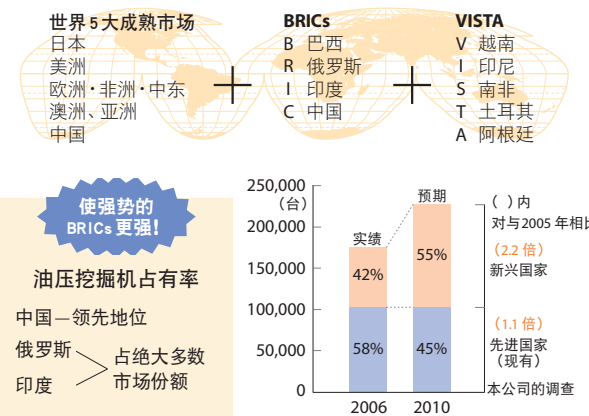 世界5大成熟市场
日本
美洲
欧洲·非洲·中东
澳洲、亚洲
中国
BRICs
B 巴西
R 俄罗斯
I 印度
C 中国
VISTA
V 越南
I 印尼
S 南非
T 土耳其
A 阿根廷
使强势的
BRICs 更强！
油压挖掘机占有率
中国—领先地位
俄罗斯
印度
占绝大多数
市场份额
250,000
（台）
200,000
150,000
100,000
50,000
0
实绩
42%
58%
2006
预期
55%
45%
2010
（ ）内
对与2005 年相比
（2.2 倍）
新兴国家
（1.1 倍）
先进国家
（现有）
本公司的调查